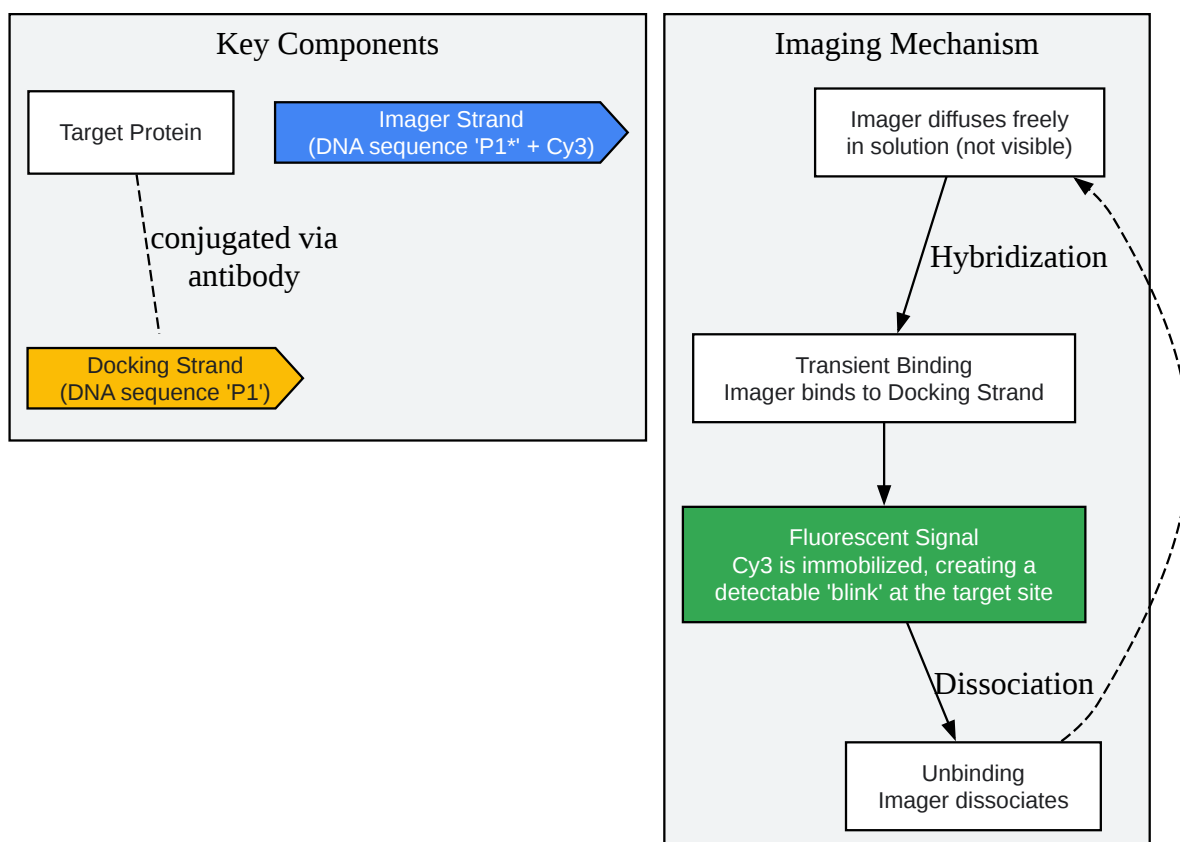 Key Components
Target Protein
Imager Strand
(DNA sequence 'P1*' + Cy3)
conjugated via
antibody
Docking Strand
(DNA sequence 'P1')
Imaging Mechanism
Imager diffuses freely
in solution (not visible)
Hybridization
Transient Binding
Imager binds to Docking Strand
Fluorescent Signal
Cy3 is immobilized, creating a
detectable 'blink' at the target site
Dissociation
Unbinding
Imager dissociates